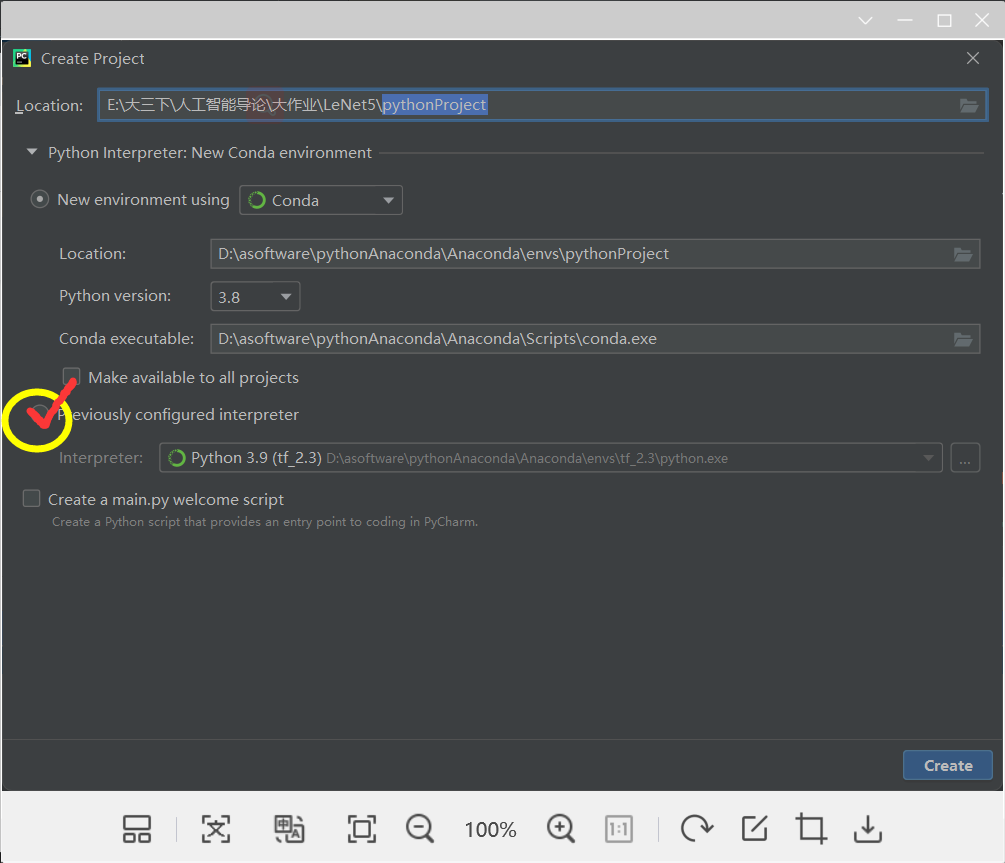 PC Create Project
Location: E:\大三下\人工智能导论\大作业\LeNet5\pythonProject
Python Interpreter: New Conda environment
New environment using Conda
Location: D:\asoftware\pythonAnaconda\Anaconda\envs\pythonProject
Python version: 3.8
Conda executable: D:\asoftware\pythonAnaconda\Anaconda\Scripts\conda.exe
Make available to all projects
Previously configured interpreter
Interpreter: Python 3.9 (tf_2.3) D:\asoftware\pythonAnaconda\Anaconda\envs\tf_2.3\python.exe ...
Create a main.py welcome script
Create a Python script that provides an entry point to coding in PyCharm.
Create
文 中 A 100% 1:1